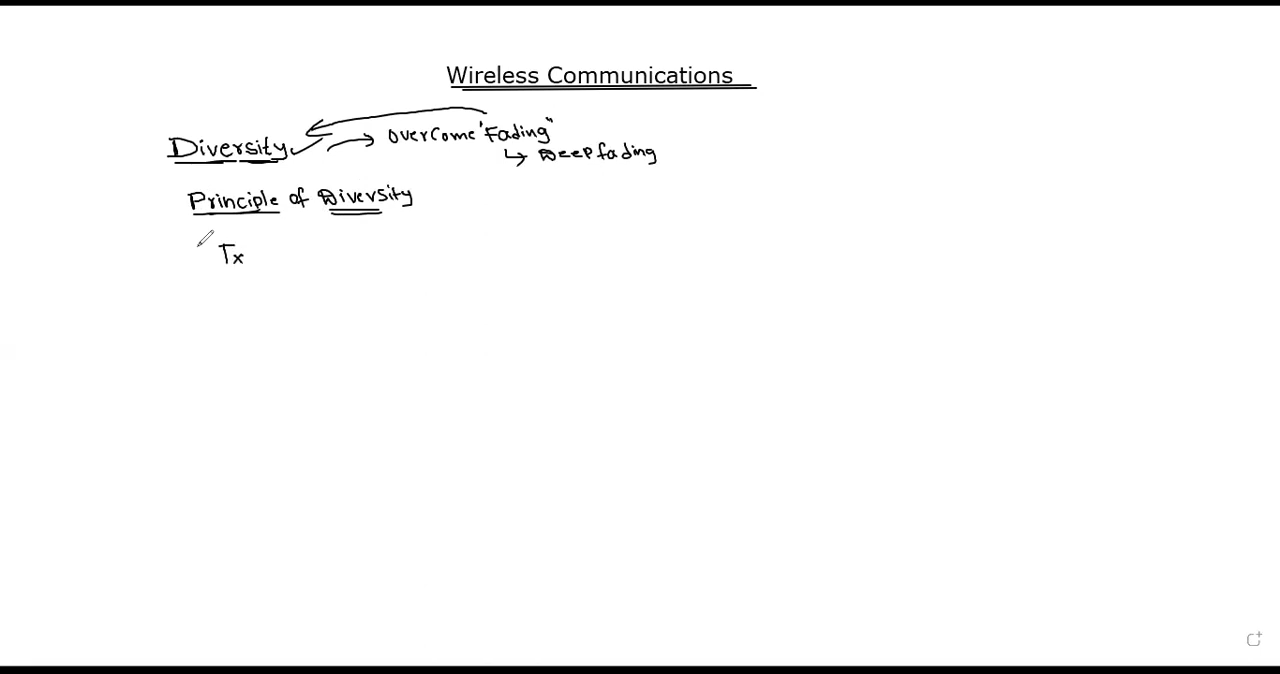 Wireless Communications
Diversity → overcome 'Fading"
↳ Deep fading
Principle of Diversity
Tx